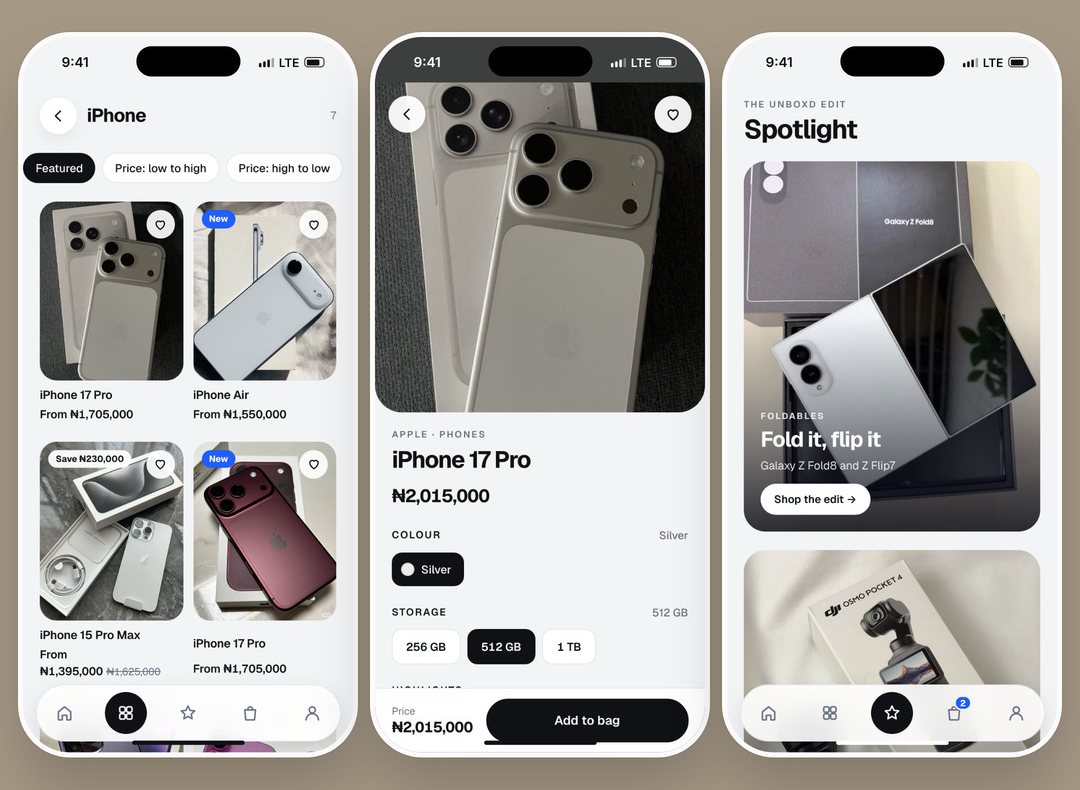 9:41
LTE
iPhone
7
Featured
Price: low to high
Price: high to low
iPhone 17 Pro
From ₦1,705,000
New
iPhone Air
From ₦1,550,000
Save ₦230,000
iPhone 15 Pro Max
From
₦1,395,000 ₦1,625,000
New
iPhone 17 Pro
From ₦1,705,000
9:41
LTE
APPLE · PHONES
iPhone 17 Pro
₦2,015,000
COLOUR
Silver
Silver
STORAGE
512 GB
256 GB
512 GB
1 TB
Price
₦2,015,000
Add to bag
9:41
LTE
THE UNBOXD EDIT
Spotlight
Galaxy Z Fold8
FOLDABLES
Fold it, flip it
Galaxy Z Fold8 and Z Flip7
Shop the edit →
dji OSMO POCKET 4
2